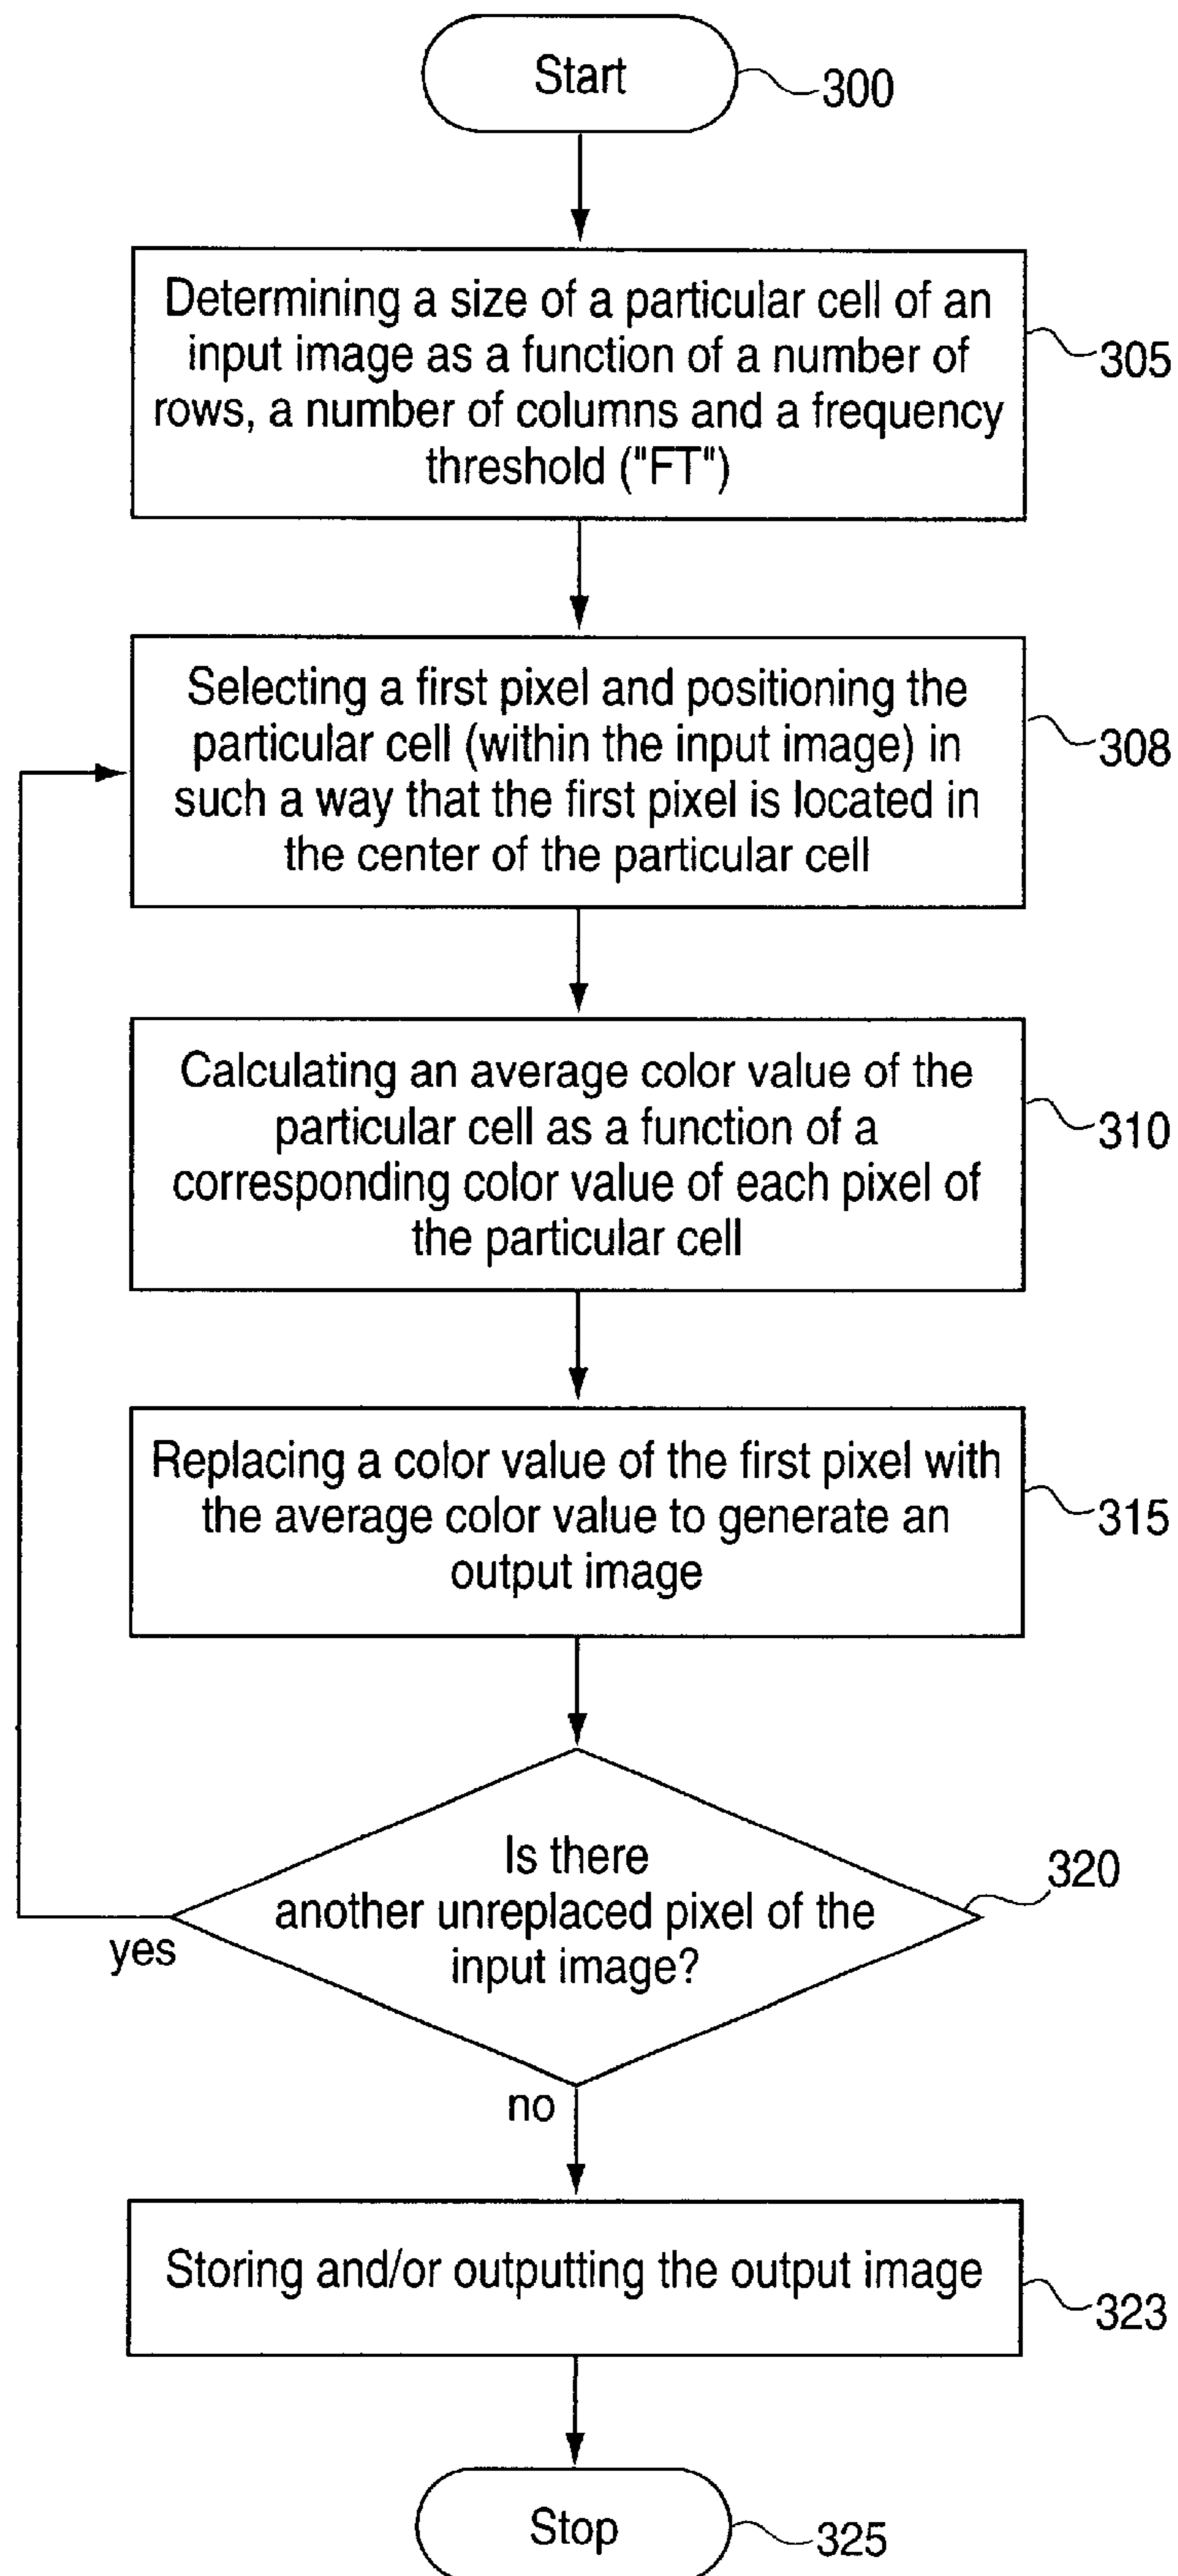 Start
300
Determining a size of a particular cell of an
input image as a function of a number of
rows, a number of columns and a frequency
threshold ("FT")
305
Selecting a first pixel and positioning the
particular cell (within the input image) in
such a way that the first pixel is located in
the center of the particular cell
308
Calculating an average color value of the
particular cell as a function of a
corresponding color value of each pixel of
the particular cell
310
Replacing a color value of the first pixel with
the average color value to generate an
output image
315
Is there
another unreplaced pixel of the
input image?
320
yes
no
Storing and/or outputting the output image
323
Stop
325